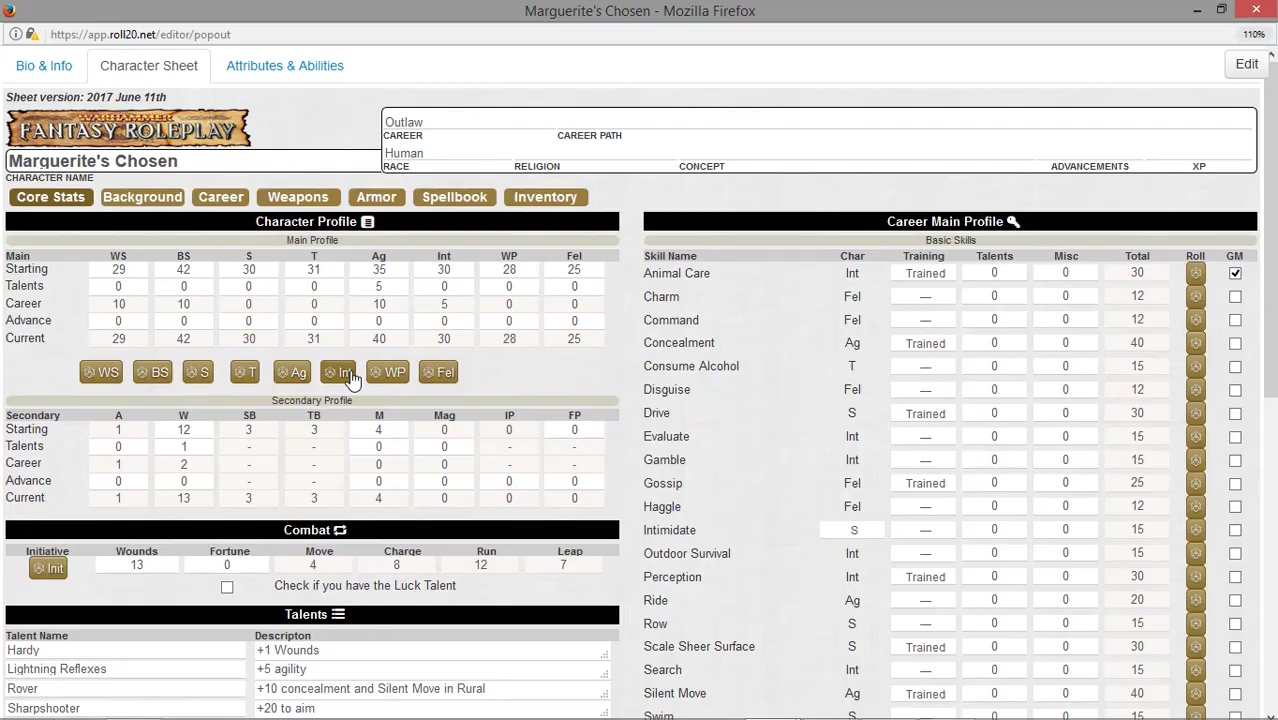 Marguerite's Chosen - Mozilla Firefox
https://app.roll20.net/editor/popout 110%
Bio & Info Character Sheet Attributes & Abilities Edit
Sheet version: 2017 June 11th
WARHAMMER
FANTASY ROLEPLAY
Outlaw
CAREER CAREER PATH
Human
RACE RELIGION CONCEPT ADVANCEMENTS XP
Marguerite's Chosen
CHARACTER NAME
Core Stats Background Career Weapons Armor Spellbook Inventory
Character Profile
Main Profile
Main WS BS S T Ag Int WP Fel
Starting 29 42 30 31 35 30 28 25
Talents 0 0 0 0 5 0 0 0
Career 10 10 0 0 10 5 0 0
Advance 0 0 0 0 0 0 0 0
Current 29 42 30 31 40 30 28 25
WS BS S T Ag Int WP Fel
Secondary Profile
Secondary A W SB TB M Mag IP FP
Starting 1 12 3 3 4 0 0 0
Talents 0 1 - - 0 0 - -
Career 1 2 - - 0 0 - -
Advance 0 0 - - 0 0 - -
Current 1 13 3 3 4 0 0 0
Combat
Initiative Wounds Fortune Move Charge Run Leap
Init 13 0 4 8 12 7
Check if you have the Luck Talent
Talents
Talent Name Descripton
Hardy +1 Wounds
Lightning Reflexes +5 agility
Rover +10 concealment and Silent Move in Rural
Sharpshooter +20 to aim
Career Main Profile
Basic Skills
Skill Name Char Training Talents Misc Total Roll GM
Animal Care Int Trained 0 0 30
Charm Fel — 0 0 12
Command Fel — 0 0 12
Concealment Ag Trained 0 0 40
Consume Alcohol T — 0 0 15
Disguise Fel — 0 0 12
Drive S Trained 0 0 30
Evaluate Int — 0 0 15
Gamble Int — 0 0 15
Gossip Fel Trained 0 0 25
Haggle Fel — 0 0 12
Intimidate S — 0 0 15
Outdoor Survival Int — 0 0 15
Perception Int Trained 0 0 30
Ride Ag — 0 0 20
Row S — 0 0 15
Scale Sheer Surface S Trained 0 0 30
Search Int — 0 0 15
Silent Move Ag Trained 0 0 40
Swim S — 0 0 15